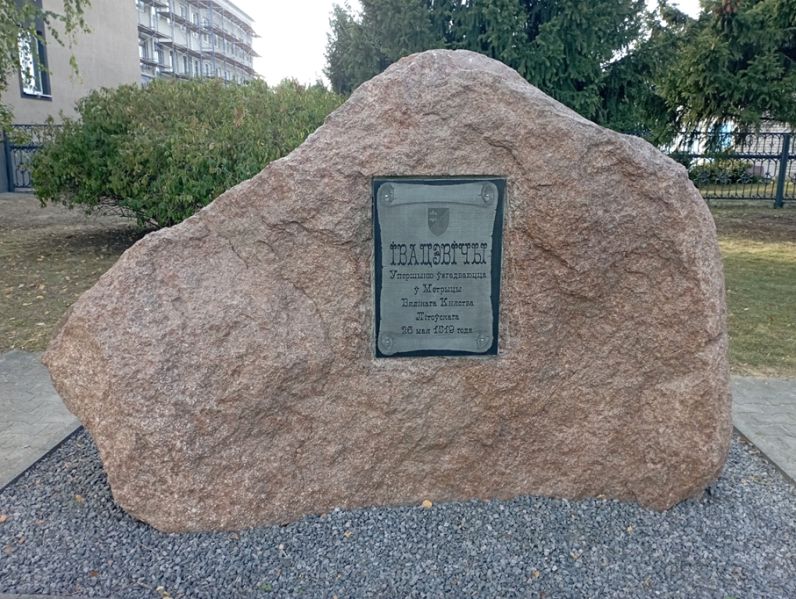 ІВАЦЭВІЧЫ
Упершыню ўзгадваюцца
ў Метрыцы
Вялікага Княства
Літоўскага
26 мая 1519 года